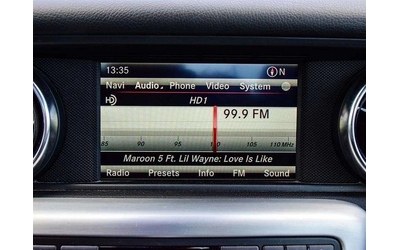 13:35 N
Navi Audio Phone Video System
HD HD1
99.9 FM
85 90 95 100 105 110 MHz
Maroon 5 Ft. Lil Wayne: Love Is Like
Radio Presets Info FM Sound